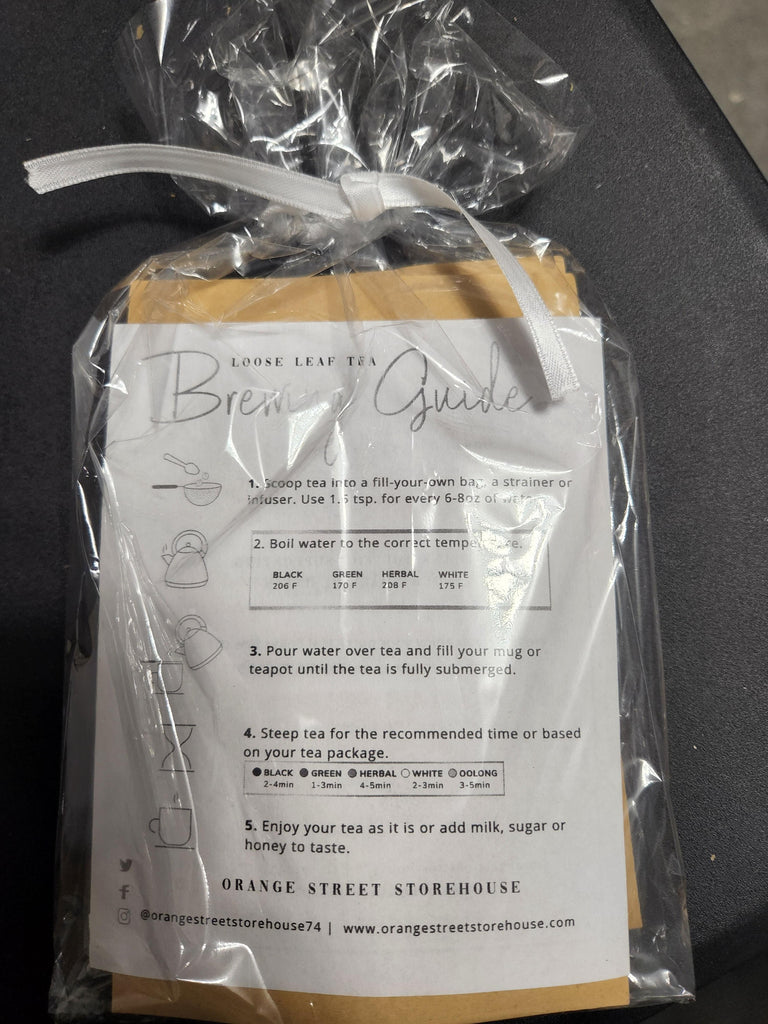 LOOSE LEAF TEA
Brewing Guide
1. Scoop tea into a fill-your-own bag, a strainer or
infuser. Use 1.5 tsp. for every 6-8oz of water.
2. Boil water to the correct temperature.
BLACK GREEN HERBAL WHITE
206 F 170 F 208 F 175 F
3. Pour water over tea and fill your mug or
teapot until the tea is fully submerged.
4. Steep tea for the recommended time or based
on your tea package.
BLACK GREEN HERBAL WHITE OOLONG
2-4min 1-3min 4-5min 2-3min 3-5min
5. Enjoy your tea as it is or add milk, sugar or
honey to taste.
ORANGE STREET STOREHOUSE
@orangestreetstorehouse74 | www.orangestreetstorehouse.com